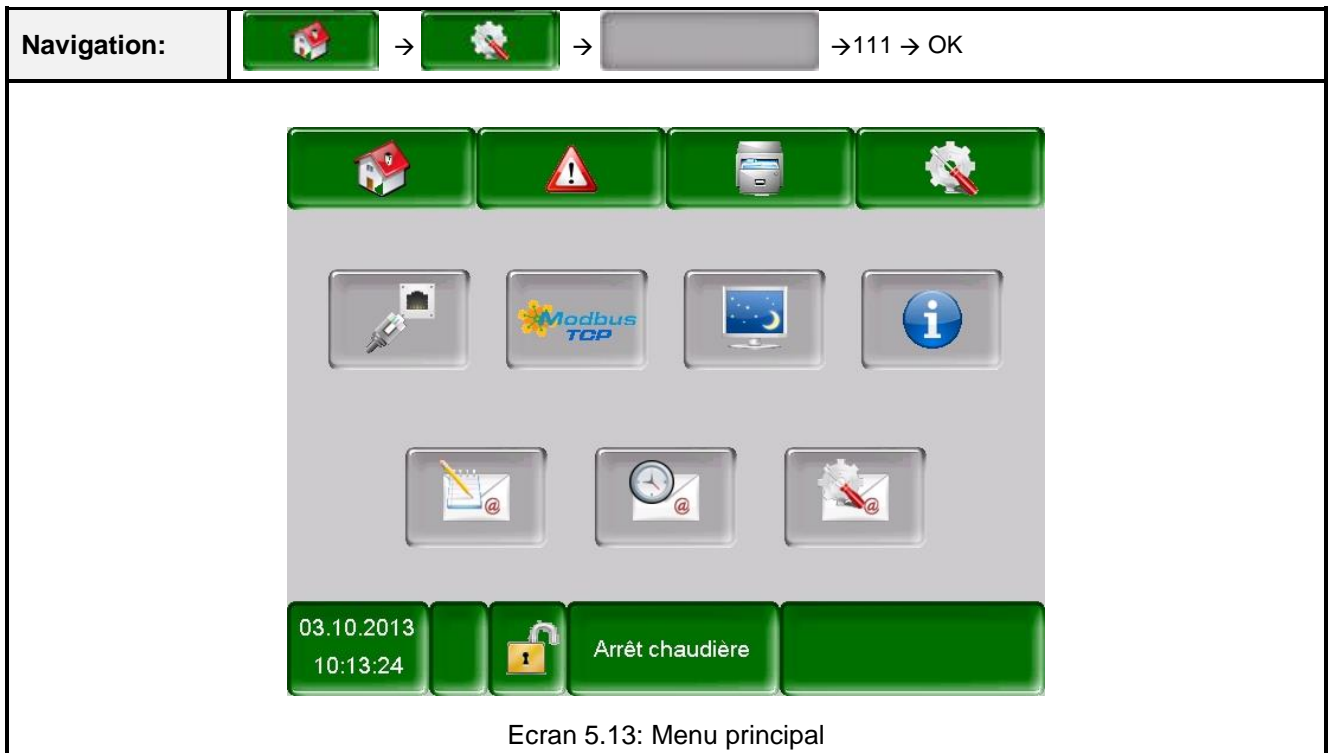 Navigation: → → →111 → OK
Modbus
TCP
@ @ @
03.10.2013
10:13:24
Arrêt chaudière
Ecran 5.13: Menu principal